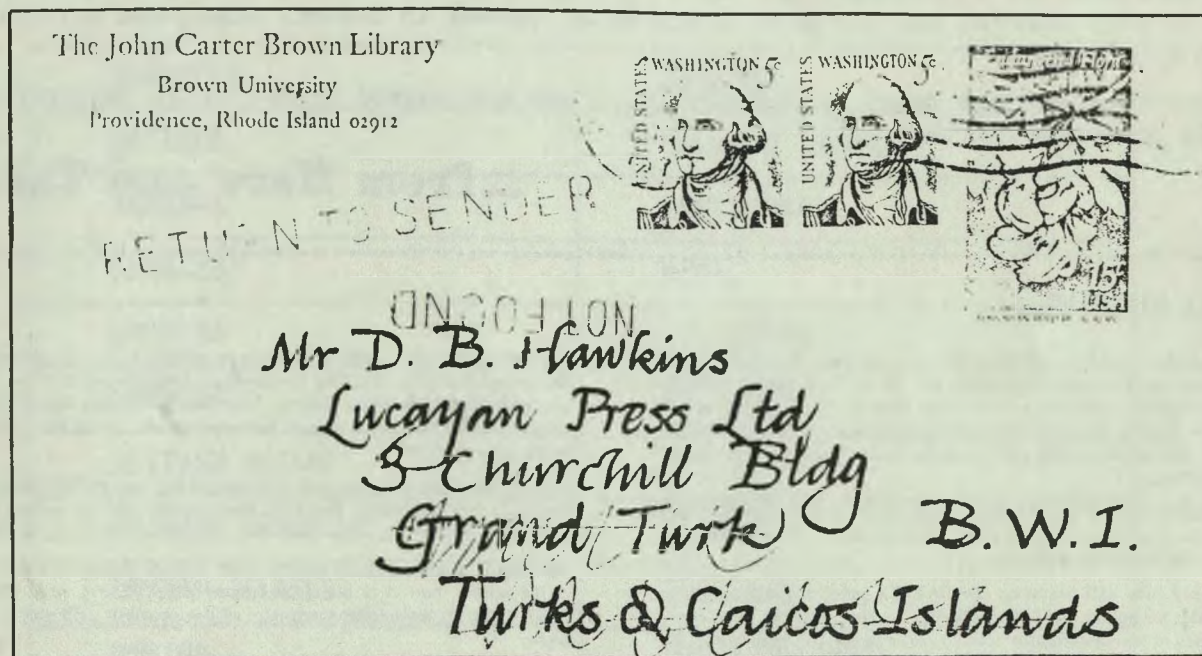 The John Carter Brown Library
Brown University
Providence, Rhode Island 02912
UNITED STATES WASHINGTON 5c
UNITED STATES WASHINGTON 5c
15c
RETURN TO SENDER
NOT FOUND
Mr D. B. Hawkins
Lucayan Press Ltd
3 Churchill Bldg
Grand Turk B.W.I.
Turks & Caicos Islands